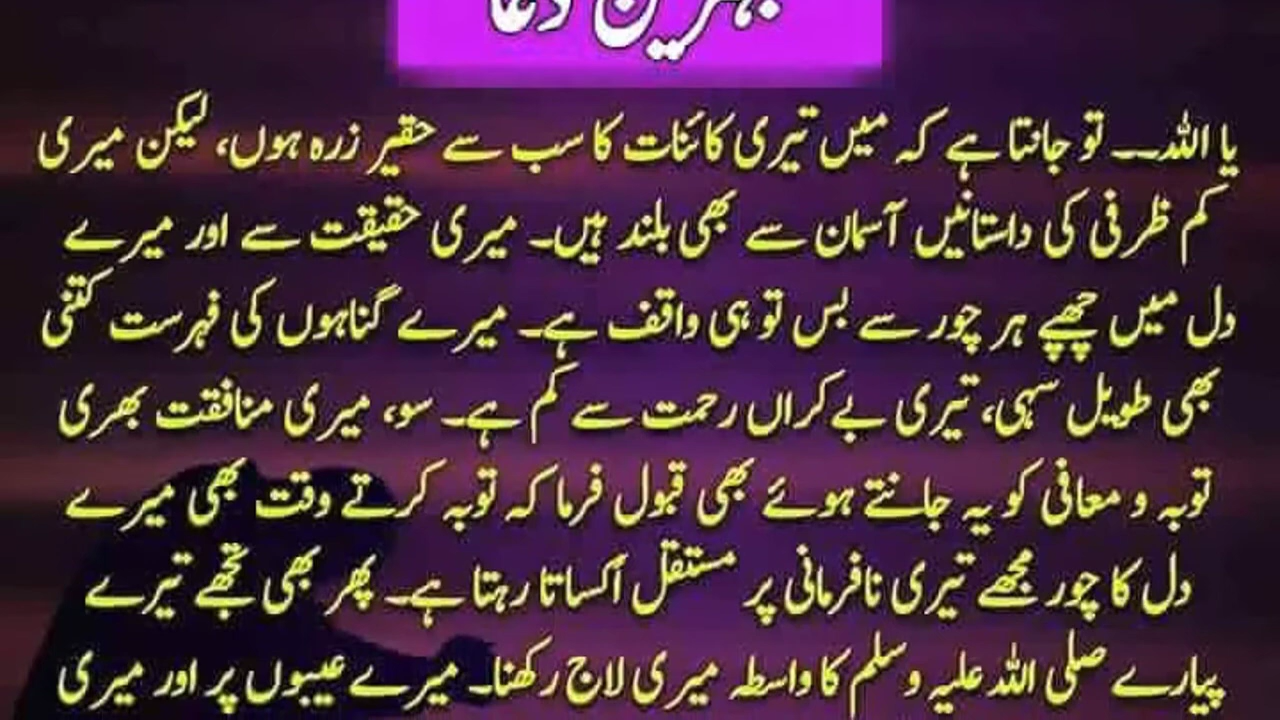 بہترین دعا
یا اللہ۔۔ تو جانتا ہے کہ میں تیری کائنات کا سب سے حقیر زرہ ہوں، لیکن میری
کم ظرفی کی داستانیں آسمان سے بھی بلند ہیں۔ میری حقیقت سے اور میرے
دل میں چھپے ہر چور سے بس تو ہی واقف ہے۔ میرے گناہوں کی فہرست کتنی
بھی طویل سہی، تیری بے کراں رحمت سے کم ہے۔ سو، میری منافقت بھری
توبہ و معافی کو یہ جانتے ہوئے بھی قبول فرما کہ توبہ کرتے وقت بھی میرے
دل کا چور مجھے تیری نافرمانی پر مستقل اُکساتا رہتا ہے۔ پھر بھی تجھے تیرے
پیارے صلی اللہ علیہ وسلم کا واسطہ میری لاج رکھنا۔ میرے عیبوں پر اور میری